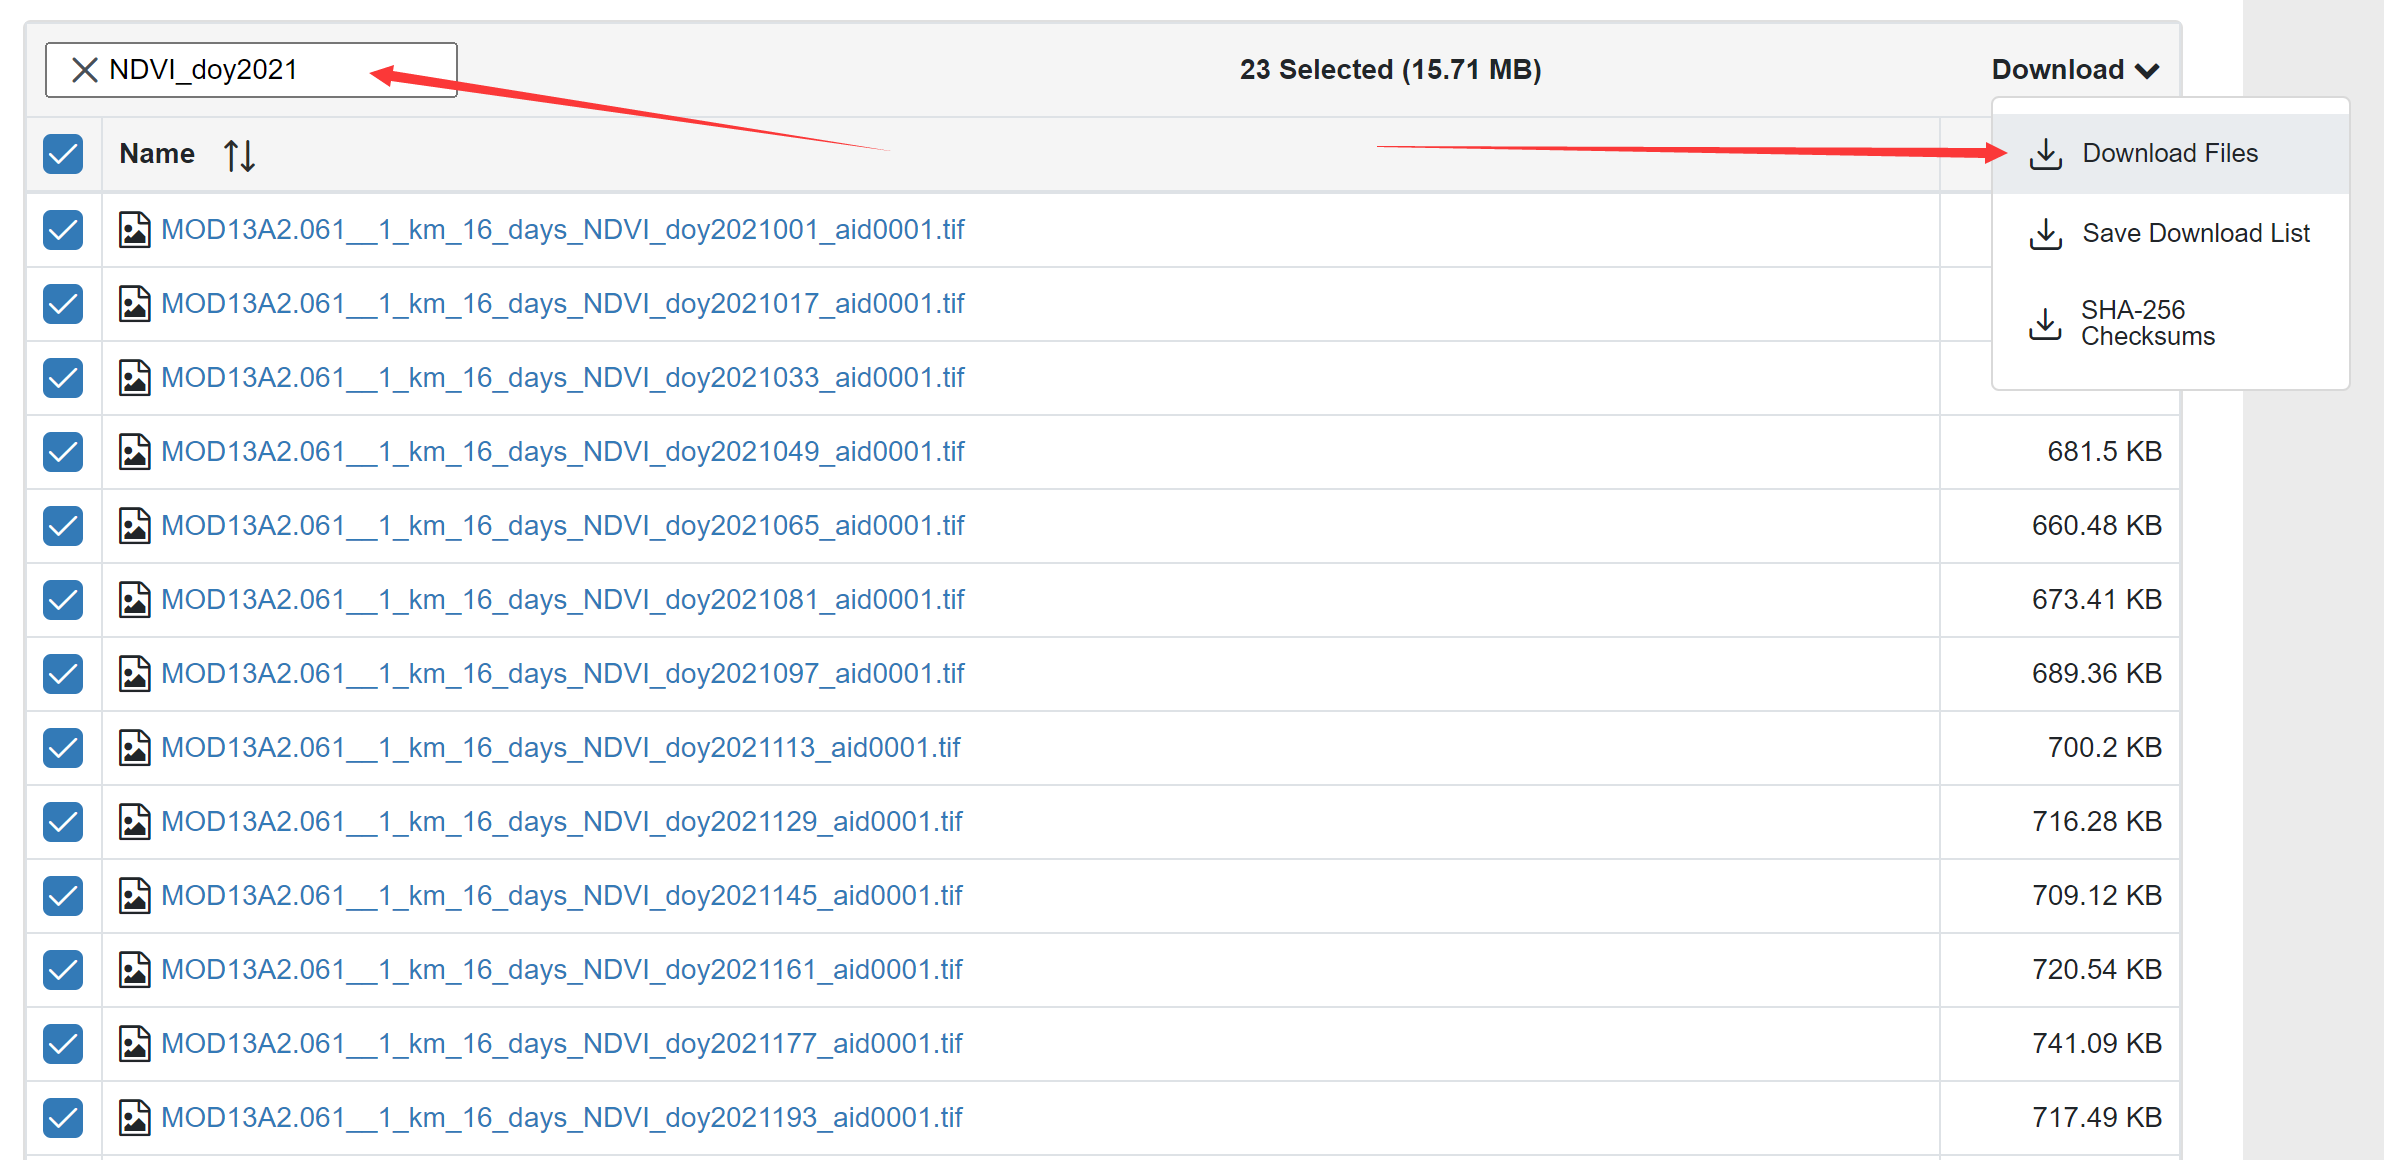 NDVI_doy2021
23 Selected (15.71 MB)
Download
Name
Download Files
Save Download List
SHA-256
Checksums
MOD13A2.061__1_km_16_days_NDVI_doy2021001_aid0001.tif
MOD13A2.061__1_km_16_days_NDVI_doy2021017_aid0001.tif
MOD13A2.061__1_km_16_days_NDVI_doy2021033_aid0001.tif
MOD13A2.061__1_km_16_days_NDVI_doy2021049_aid0001.tif 681.5 KB
MOD13A2.061__1_km_16_days_NDVI_doy2021065_aid0001.tif 660.48 KB
MOD13A2.061__1_km_16_days_NDVI_doy2021081_aid0001.tif 673.41 KB
MOD13A2.061__1_km_16_days_NDVI_doy2021097_aid0001.tif 689.36 KB
MOD13A2.061__1_km_16_days_NDVI_doy2021113_aid0001.tif 700.2 KB
MOD13A2.061__1_km_16_days_NDVI_doy2021129_aid0001.tif 716.28 KB
MOD13A2.061__1_km_16_days_NDVI_doy2021145_aid0001.tif 709.12 KB
MOD13A2.061__1_km_16_days_NDVI_doy2021161_aid0001.tif 720.54 KB
MOD13A2.061__1_km_16_days_NDVI_doy2021177_aid0001.tif 741.09 KB
MOD13A2.061__1_km_16_days_NDVI_doy2021193_aid0001.tif 717.49 KB